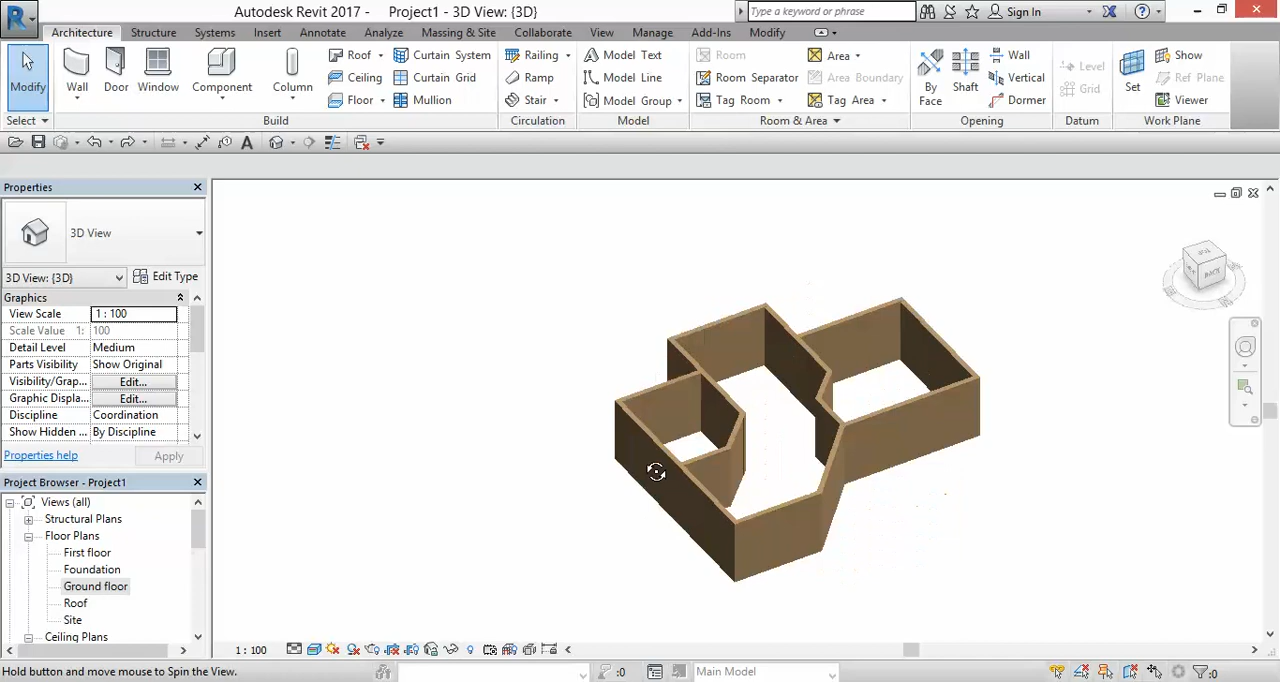 Autodesk Revit 2017 - Project1 - 3D View: {3D}
Type a keyword or phrase
Sign In
Architecture Structure Systems Insert Annotate Analyze Massing & Site Collaborate View Manage Add-Ins Modify
Modify Wall Door Window Component Column
Roof Curtain System Railing Model Text Room Area Wall Show
Ceiling Curtain Grid Ramp Model Line Room Separator Area Boundary By Face Shaft Vertical Level Set Ref Plane
Floor Mullion Stair Model Group Tag Room Tag Area Dormer Grid Viewer
Select Build Circulation Model Room & Area Opening Datum Work Plane
Properties
3D View
3D View: {3D} Edit Type
Graphics
View Scale 1 : 100
Scale Value 1: 100
Detail Level Medium
Parts Visibility Show Original
Visibility/Grap... Edit...
Graphic Displa... Edit...
Discipline Coordination
Show Hidden ... By Discipline
Properties help Apply
Project Browser - Project1
Views (all)
Structural Plans
Floor Plans
First floor
Foundation
Ground floor
Roof
Site
Ceiling Plans
BACK
1 : 100
Hold button and move mouse to Spin the View.
:0
Main Model
:0